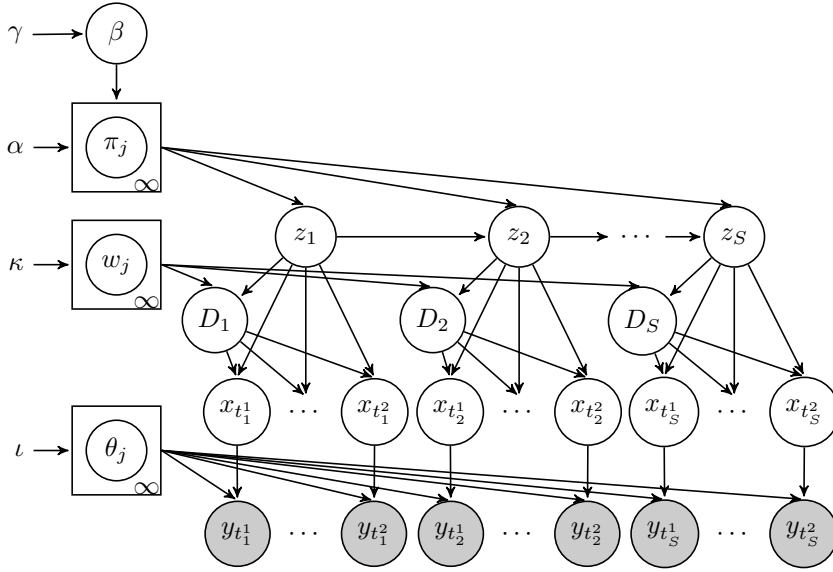 γ β
α π_j ∞
z_1 z_2 ⋯ z_S
κ w_j ∞
D_1 D_2 D_S
x_{t_1^1} ⋯ x_{t_1^2} x_{t_2^1} ⋯ x_{t_2^2} x_{t_S^1} ⋯ x_{t_S^2}
ι θ_j ∞
y_{t_1^1} ⋯ y_{t_1^2} y_{t_2^1} ⋯ y_{t_2^2} y_{t_S^1} ⋯ y_{t_S^2}